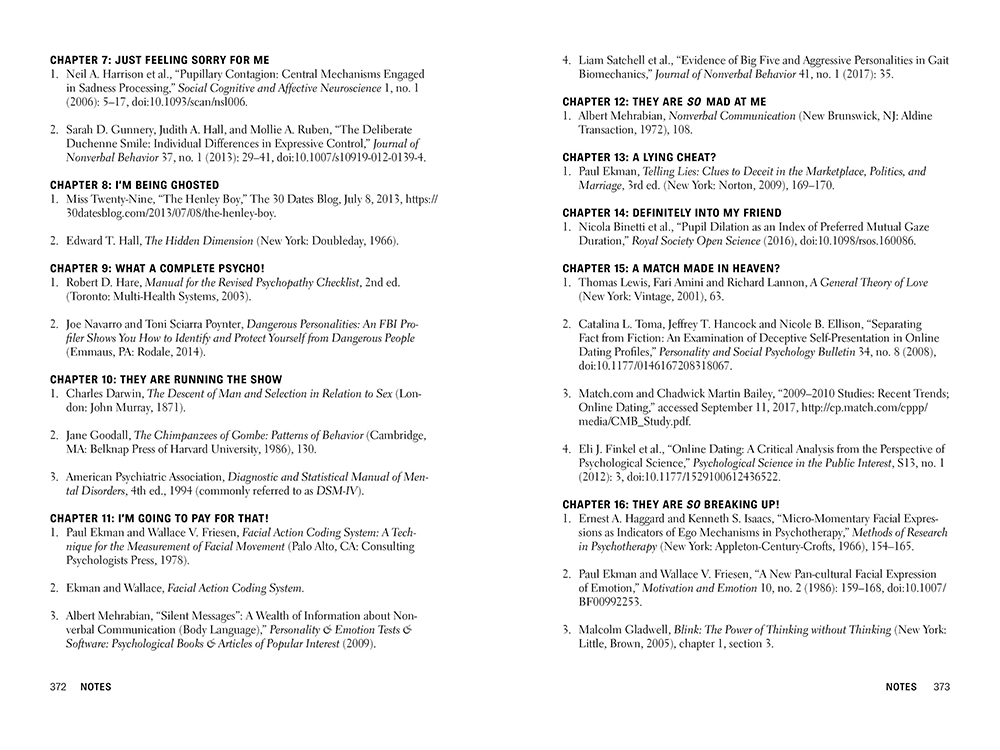 CHAPTER 7: JUST FEELING SORRY FOR ME
1. Neil A. Harrison et al., “Pupillary Contagion: Central Mechanisms Engaged
in Sadness Processing,” Social Cognitive and Affective Neuroscience 1, no. 1
(2006): 5–17, doi:10.1093/scan/nsl006.
2. Sarah D. Gunnery, Judith A. Hall, and Mollie A. Ruben, “The Deliberate
Duchenne Smile: Individual Differences in Expressive Control,” Journal of
Nonverbal Behavior 37, no. 1 (2013): 29–41, doi:10.1007/s10919-012-0139-4.
CHAPTER 8: I’M BEING GHOSTED
1. Miss Twenty-Nine, “The Henley Boy,” The 30 Dates Blog, July 8, 2013, https://
30datesblog.com/2013/07/08/the-henley-boy.
2. Edward T. Hall, The Hidden Dimension (New York: Doubleday, 1966).
CHAPTER 9: WHAT A COMPLETE PSYCHO!
1. Robert D. Hare, Manual for the Revised Psychopathy Checklist, 2nd ed.
(Toronto: Multi-Health Systems, 2003).
2. Joe Navarro and Toni Sciarra Poynter, Dangerous Personalities: An FBI Pro-
filer Shows You How to Identify and Protect Yourself from Dangerous People
(Emmaus, PA: Rodale, 2014).
CHAPTER 10: THEY ARE RUNNING THE SHOW
1. Charles Darwin, The Descent of Man and Selection in Relation to Sex (Lon-
don: John Murray, 1871).
2. Jane Goodall, The Chimpanzees of Gombe: Patterns of Behavior (Cambridge,
MA: Belknap Press of Harvard University, 1986), 130.
3. American Psychiatric Association, Diagnostic and Statistical Manual of Men-
tal Disorders, 4th ed., 1994 (commonly referred to as DSM-IV).
CHAPTER 11: I’M GOING TO PAY FOR THAT!
1. Paul Ekman and Wallace V. Friesen, Facial Action Coding System: A Tech-
nique for the Measurement of Facial Movement (Palo Alto, CA: Consulting
Psychologists Press, 1978).
2. Ekman and Wallace, Facial Action Coding System.
3. Albert Mehrabian, “Silent Messages”: A Wealth of Information about Non-
verbal Communication (Body Language),” Personality & Emotion Tests &
Software: Psychological Books & Articles of Popular Interest (2009).
372 NOTES
4. Liam Satchell et al., “Evidence of Big Five and Aggressive Personalities in Gait
Biomechanics,” Journal of Nonverbal Behavior 41, no. 1 (2017): 35.
CHAPTER 12: THEY ARE SO MAD AT ME
1. Albert Mehrabian, Nonverbal Communication (New Brunswick, NJ: Aldine
Transaction, 1972), 108.
CHAPTER 13: A LYING CHEAT?
1. Paul Ekman, Telling Lies: Clues to Deceit in the Marketplace, Politics, and
Marriage, 3rd ed. (New York: Norton, 2009), 169–170.
CHAPTER 14: DEFINITELY INTO MY FRIEND
1. Nicola Binetti et al., “Pupil Dilation as an Index of Preferred Mutual Gaze
Duration,” Royal Society Open Science (2016), doi:10.1098/rsos.160086.
CHAPTER 15: A MATCH MADE IN HEAVEN?
1. Thomas Lewis, Fari Amini and Richard Lannon, A General Theory of Love
(New York: Vintage, 2001), 63.
2. Catalina L. Toma, Jeffrey T. Hancock and Nicole B. Ellison, “Separating
Fact from Fiction: An Examination of Deceptive Self-Presentation in Online
Dating Profiles,” Personality and Social Psychology Bulletin 34, no. 8 (2008),
doi:10.1177/0146167208318067.
3. Match.com and Chadwick Martin Bailey, “2009–2010 Studies: Recent Trends;
Online Dating,” accessed September 11, 2017, http://cp.match.com/cppp/
media/CMB_Study.pdf.
4. Eli J. Finkel et al., “Online Dating: A Critical Analysis from the Perspective of
Psychological Science,” Psychological Science in the Public Interest, S13, no. 1
(2012): 3, doi:10.1177/1529100612436522.
CHAPTER 16: THEY ARE SO BREAKING UP!
1. Ernest A. Haggard and Kenneth S. Isaacs, “Micro-Momentary Facial Expres-
sions as Indicators of Ego Mechanisms in Psychotherapy,” Methods of Research
in Psychotherapy (New York: Appleton-Century-Crofts, 1966), 154–165.
2. Paul Ekman and Wallace V. Friesen, “A New Pan-cultural Facial Expression
of Emotion,” Motivation and Emotion 10, no. 2 (1986): 159–168, doi:10.1007/
BF00992253.
3. Malcolm Gladwell, Blink: The Power of Thinking without Thinking (New York:
Little, Brown, 2005), chapter 1, section 3.
NOTES 373